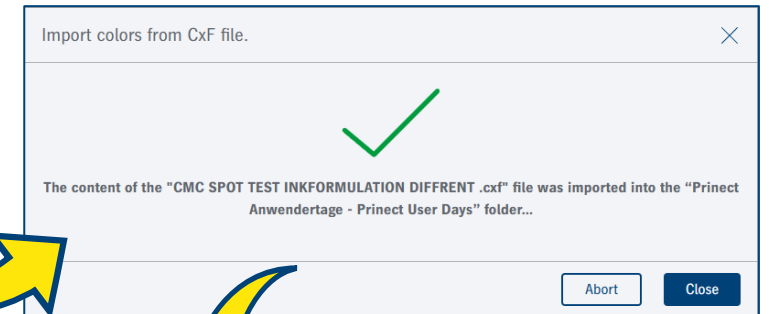 Import colors from CxF file.
The content of the "CMC SPOT TEST INKFORMULATION DIFFRENT .cxf" file was imported into the “Prinect
Anwendertage - Prinect User Days” folder...
Abort
Close